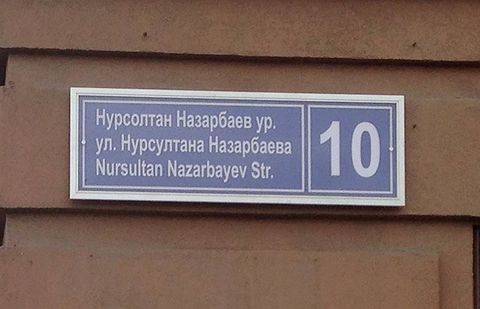 Нурсолтан Назарбаев ур.
ул. Нурсултана Назарбаева
Nursultan Nazarbayev Str.
10